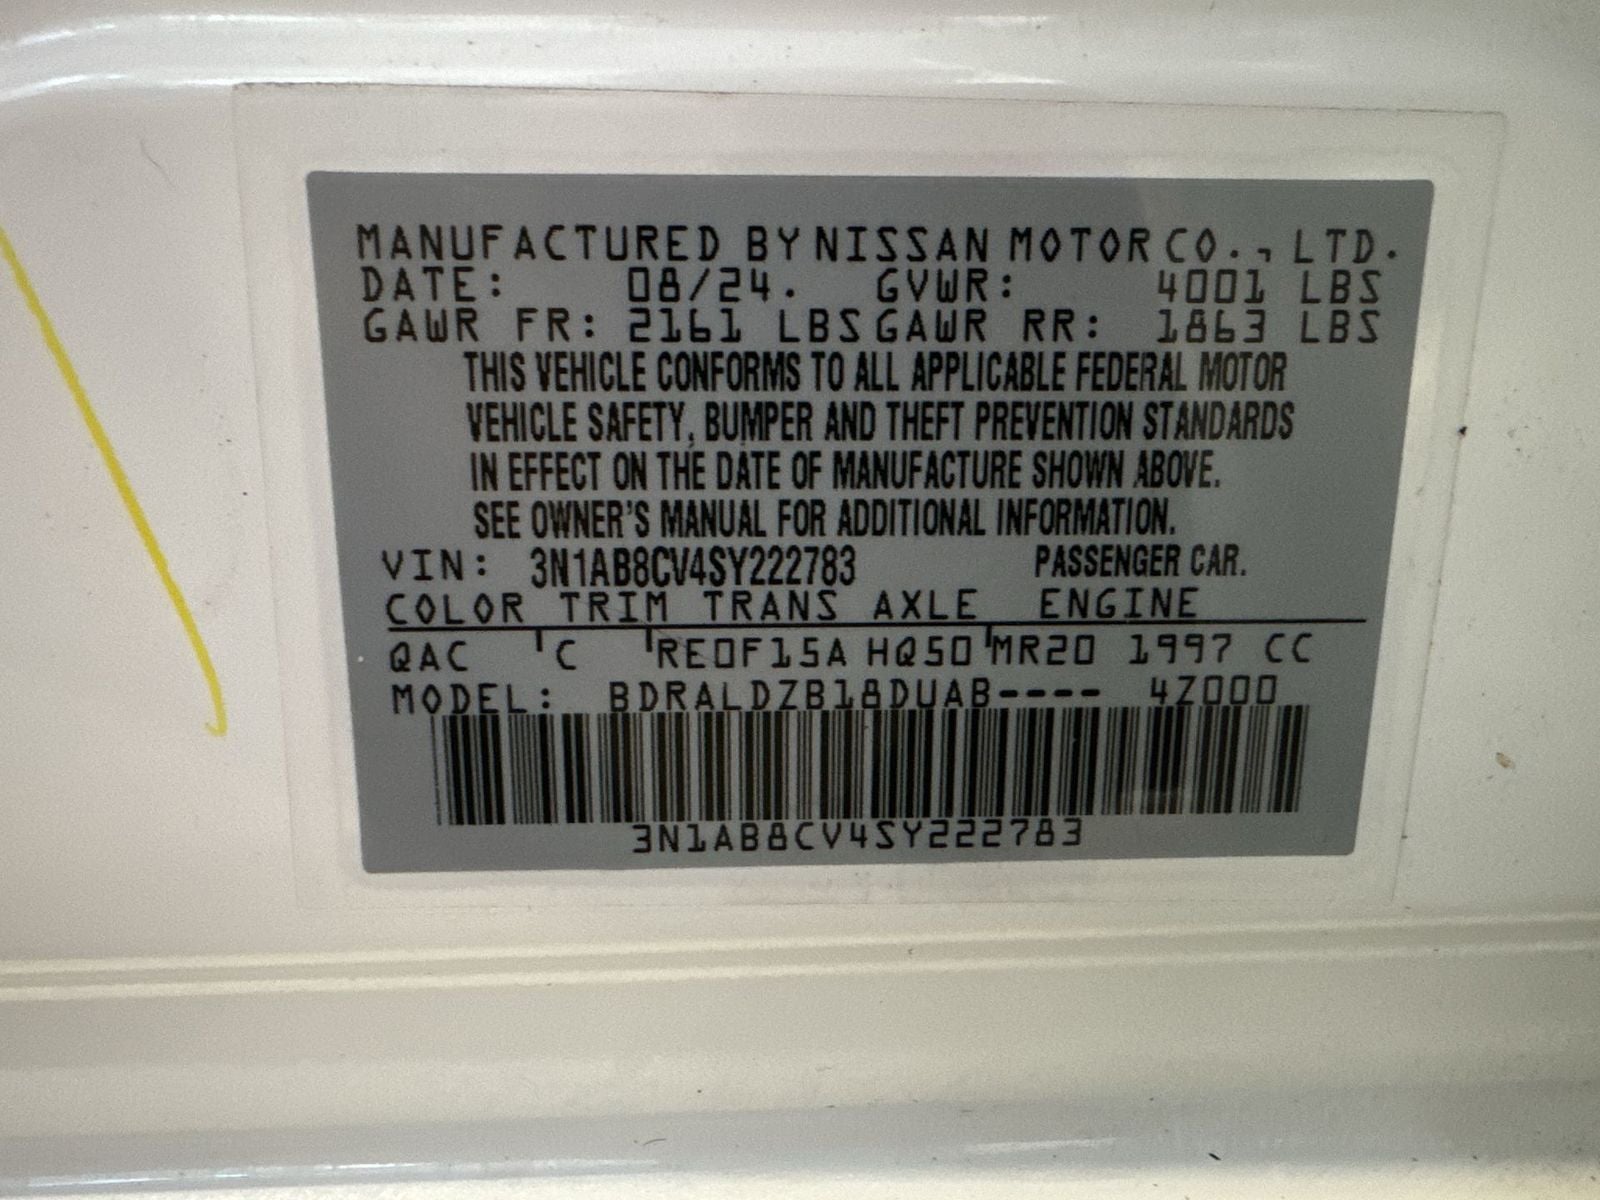 MANUFACTURED BY NISSAN MOTOR CO., LTD.
DATE: 08/24. GVWR: 4001 LBS
GAWR FR: 2161 LBS GAWR RR: 1863 LBS
THIS VEHICLE CONFORMS TO ALL APPLICABLE FEDERAL MOTOR
VEHICLE SAFETY, BUMPER AND THEFT PREVENTION STANDARDS
IN EFFECT ON THE DATE OF MANUFACTURE SHOWN ABOVE.
SEE OWNER'S MANUAL FOR ADDITIONAL INFORMATION.
VIN: 3N1AB8CV4SY222783 PASSENGER CAR.
COLOR TRIM TRANS AXLE ENGINE
QAC C RE0F15A HQ50 MR20 1997 CC
MODEL: BDRALDZB18DUAB---- 4Z000
3N1AB8CV4SY222783